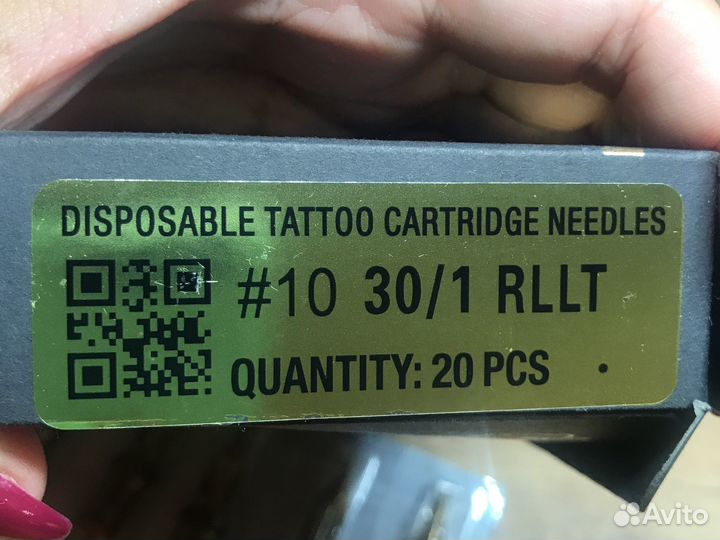 DISPOSABLE TATTOO CARTRIDGE NEEDLES
#10 30/1 RLLT
QUANTITY: 20 PCS
Avito